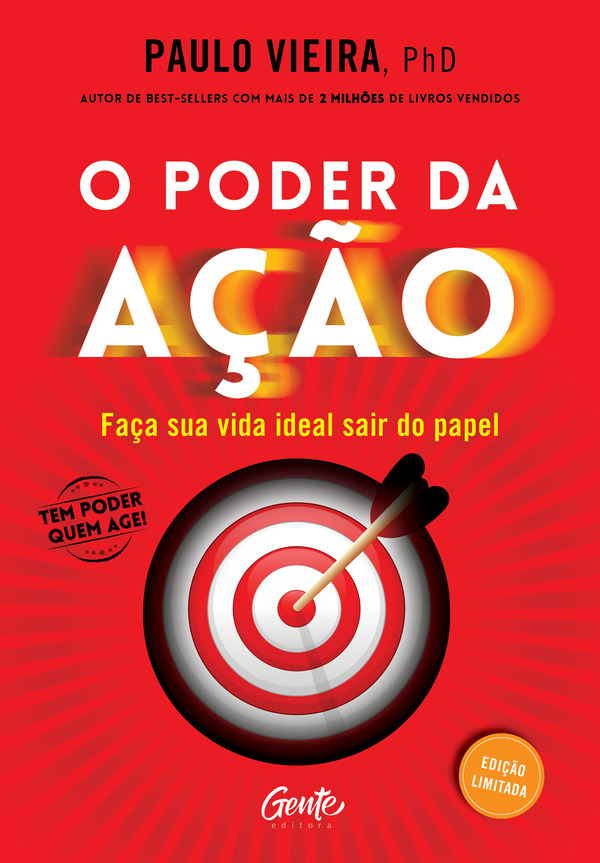 PAULO VIEIRA, PhD
AUTOR DE BEST-SELLERS COM MAIS DE 2 MILHÕES DE LIVROS VENDIDOS
O PODER DA
AÇÃO
Faça sua vida ideal sair do papel
TEM PODER
QUEM AGE!
EDIÇÃO
LIMITADA
Gente
editora